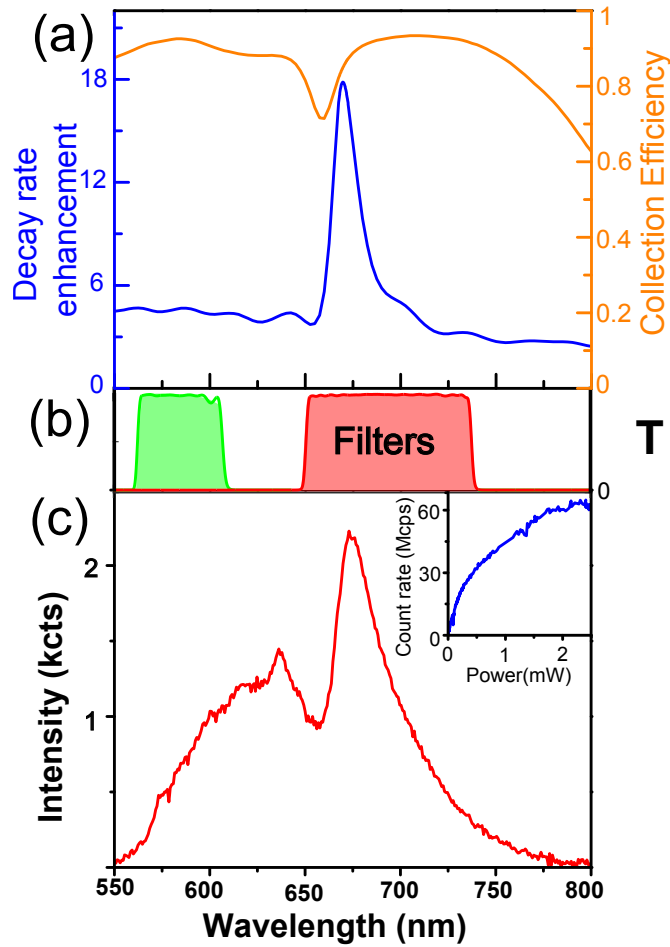 (a)
18
12
6
0
Decay rate
enhancement
1
0.8
0.6
0.4
0.2
0
Collection Efficiency
(b)
Filters
T
0
(c)
2
1
Intensity (kcts)
60
30
0
Count rate (Mcps)
0 1 2
Power(mW)
550 600 650 700 750 800
Wavelength (nm)